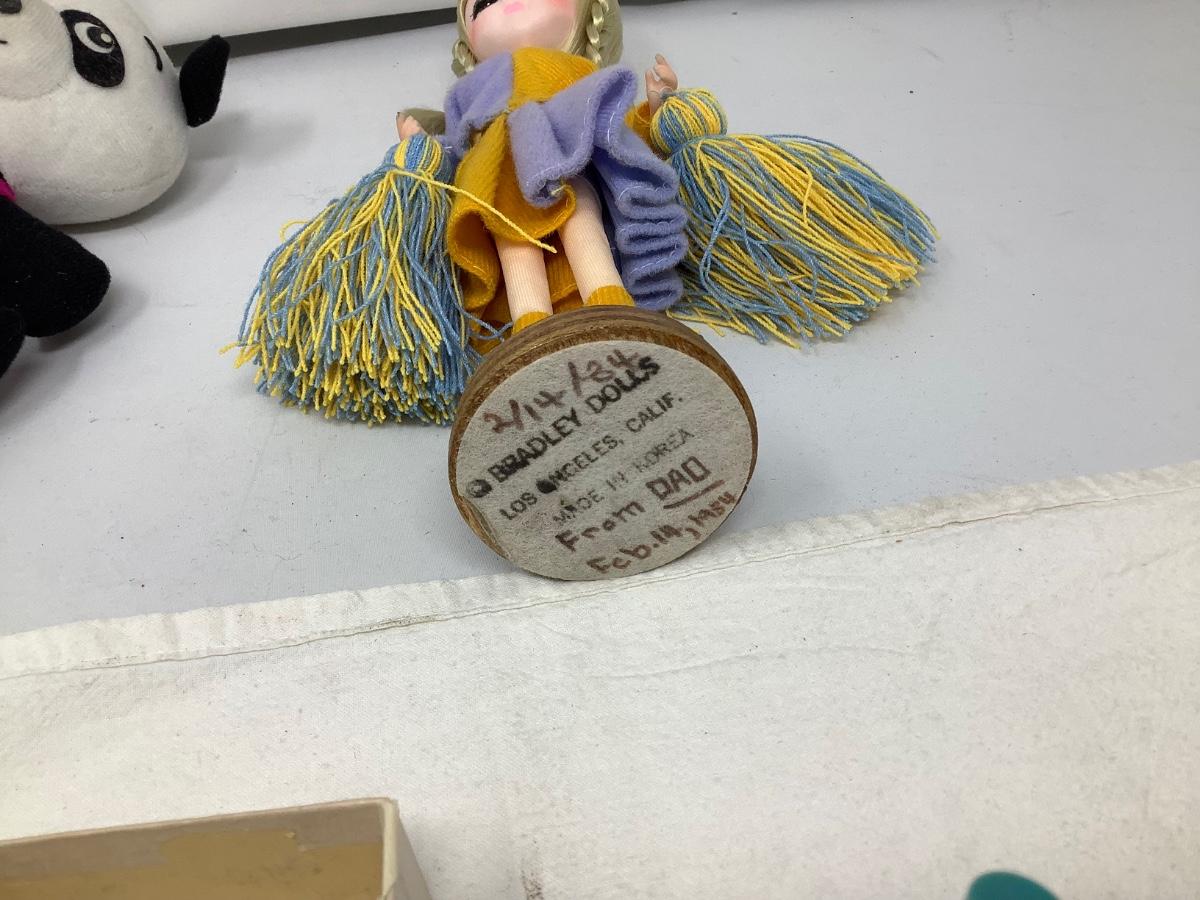 2/14/84
© BRADLEY DOLLS
LOS ANGELES, CALIF.
MADE IN KOREA
From DAD
Feb. 14, 1984